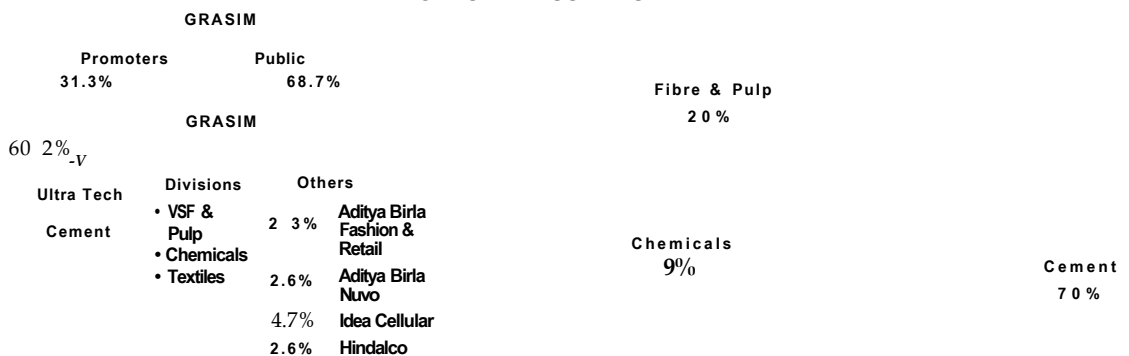 GRASIM
Promoters Public
31.3% 68.7%
GRASIM
60 2%
-V
Ultra Tech
Cement
Divisions
• VSF &
Pulp
• Chemicals
• Textiles
Others
2 3% Aditya Birla
Fashion &
Retail
2.6% Aditya Birla
Nuvo
4.7% Idea Cellular
2.6% Hindalco
Fibre & Pulp
20%
Chemicals
9%
Cement
70%